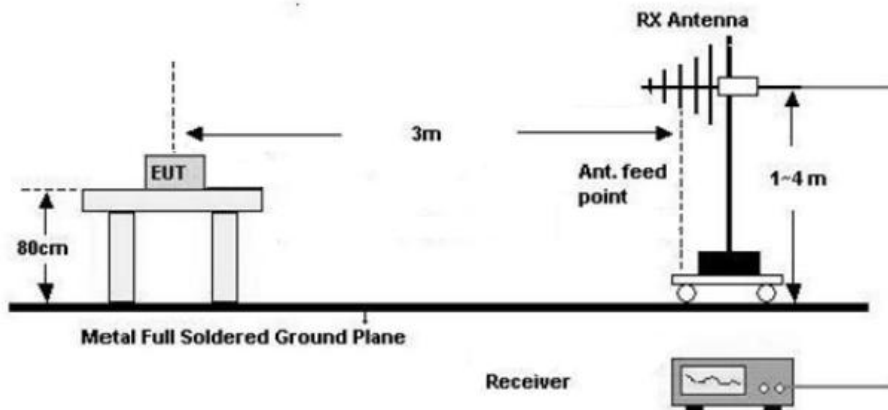 RX Antenna
3m
EUT
Ant. feed
point
1~4 m
80cm
Metal Full Soldered Ground Plane
Receiver